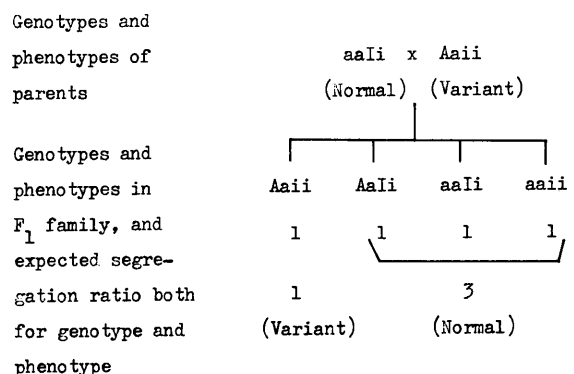 Genotypes and
phenotypes of
parents
aaIi x Aaii
(Normal) (Variant)
Genotypes and
phenotypes in
F1 family, and
expected segre-
gation ratio both
for genotype and
phenotype
Aaii AaIi aaIi aaii
1 1 1 1
1 3
(Variant) (Normal)